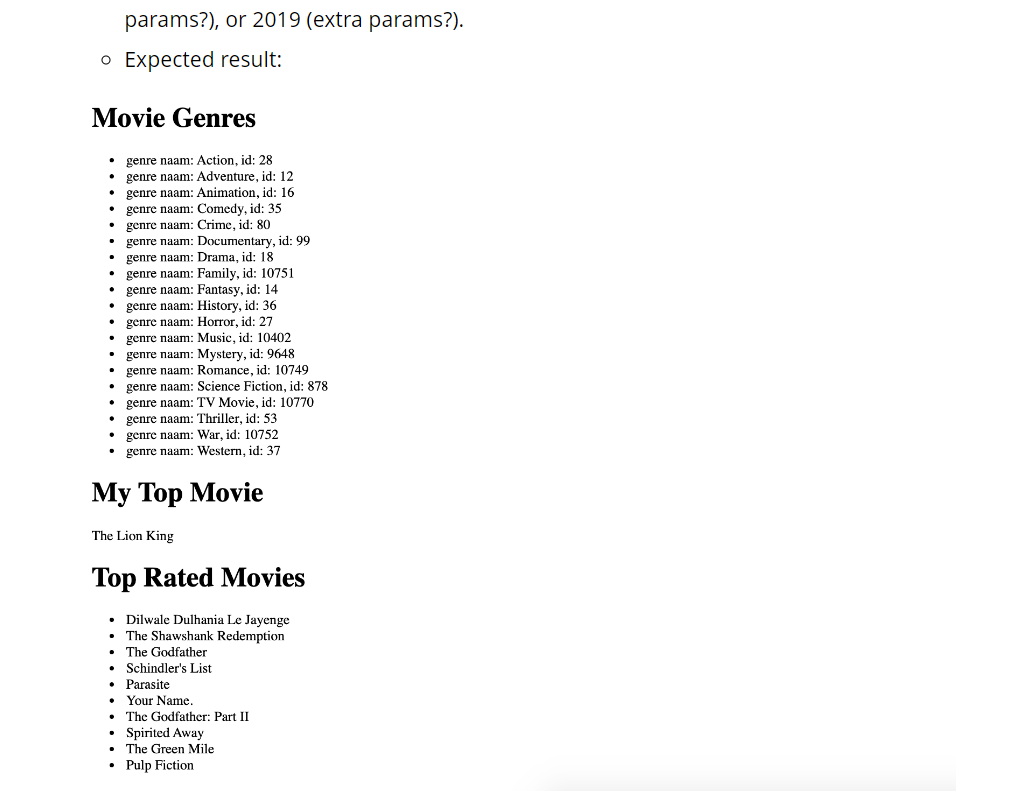 params?), or 2019 (extra params?).
Expected result:
Movie Genres
genre naam: Action, id: 28
genre naam: Adventure, id: 12
genre naam: Animation, id: 16
genre naam: Comedy, id: 35
genre naam: Crime, id: 80
genre naam: Documentary, id: 99
genre naam: Drama, id: 18
genre naam: Family, id: 10751
genre naam: Fantasy, id: 14
genre naam: History, id: 36
genre naam: Horror, id: 27
genre naam: Music, id: 10402
genre naam: Mystery, id: 9648
genre naam: Romance, id: 10749
genre naam: Science Fiction, id: 878
genre naam: TV Movie, id: 10770
genre naam: Thriller, id: 53
genre naam: War, id: 10752
genre naam: Western, id: 37
My Top Movie
The Lion King
Top Rated Movies
Dilwale Dulhania Le Jayenge
The Shawshank Redemption
The Godfather
Schindler's List
Parasite
Your Name.
The Godfather: Part II
Spirited Away
The Green Mile
Pulp Fiction